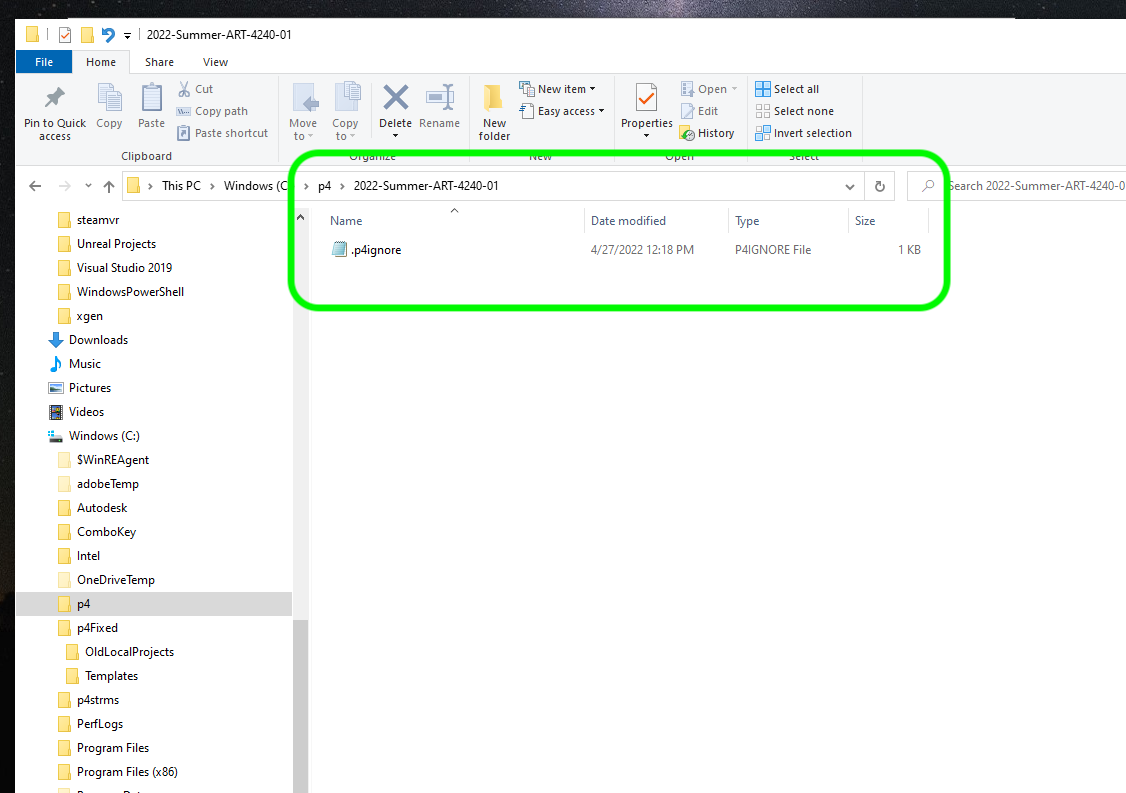 2022-Summer-ART-4240-01
File Home Share View
Pin to Quick access
Copy
Paste
Cut
Copy path
Paste shortcut
Clipboard
Move to
Copy to
Delete
Rename
Organize
New folder
New item
Easy access
New
Properties
Open
Edit
History
Open
Select all
Select none
Invert selection
Select
This PC Windows (C p4 2022-Summer-ART-4240-01
Search 2022-Summer-ART-4240-0
Name Date modified Type Size
.p4ignore 4/27/2022 12:18 PM P4IGNORE File 1 KB
steamvr
Unreal Projects
Visual Studio 2019
WindowsPowerShell
xgen
Downloads
Music
Pictures
Videos
Windows (C:)
$WinREAgent
adobeTemp
Autodesk
ComboKey
Intel
OneDriveTemp
p4
p4Fixed
OldLocalProjects
Templates
p4strms
PerfLogs
Program Files
Program Files (x86)